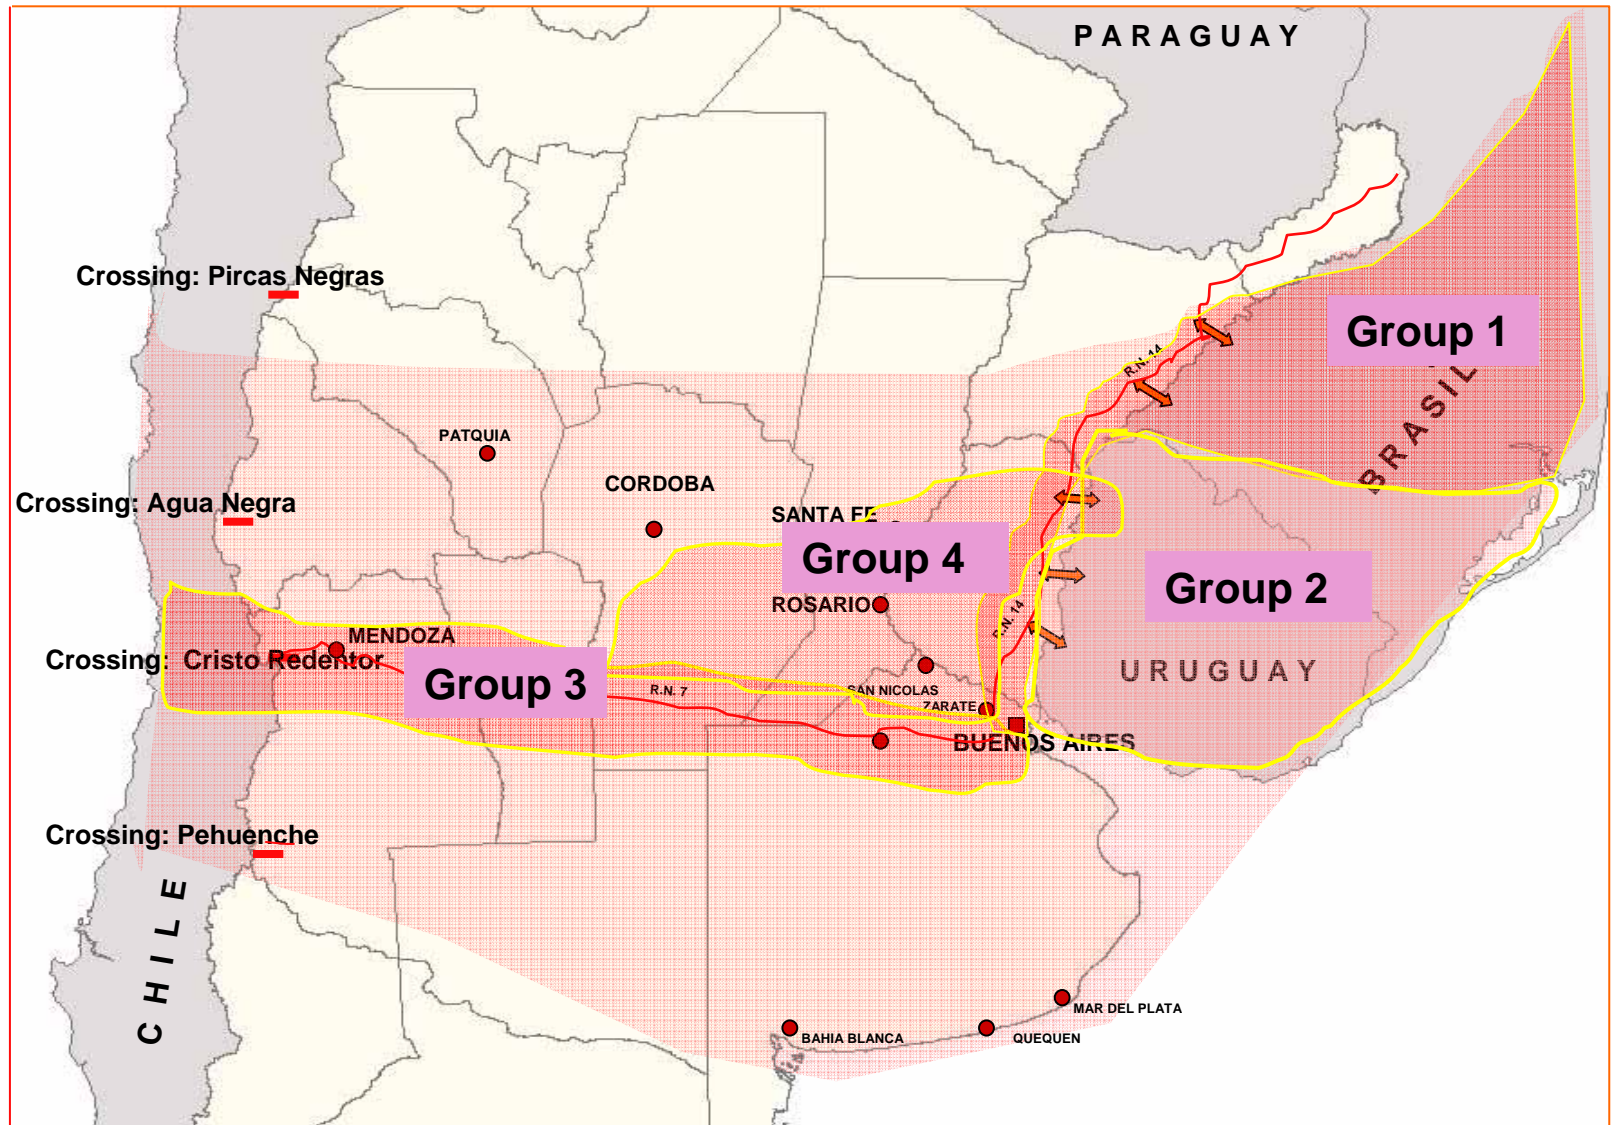 PARAGUAY
Crossing: Pircas Negras
Group 1
R.N. 14
BRASIL
PATQUIA
CORDOBA
Crossing: Agua Negra
SANTA FE
Group 4
Group 2
ROSARIO
R.N. 14
MENDOZA
Crossing: Cristo Redentor
Group 3
R.N. 7
SAN NICOLAS
URUGUAY
ZARATE
BUENOS AIRES
Crossing: Pehuenche
CHILE
MAR DEL PLATA
BAHIA BLANCA
QUEQUEN